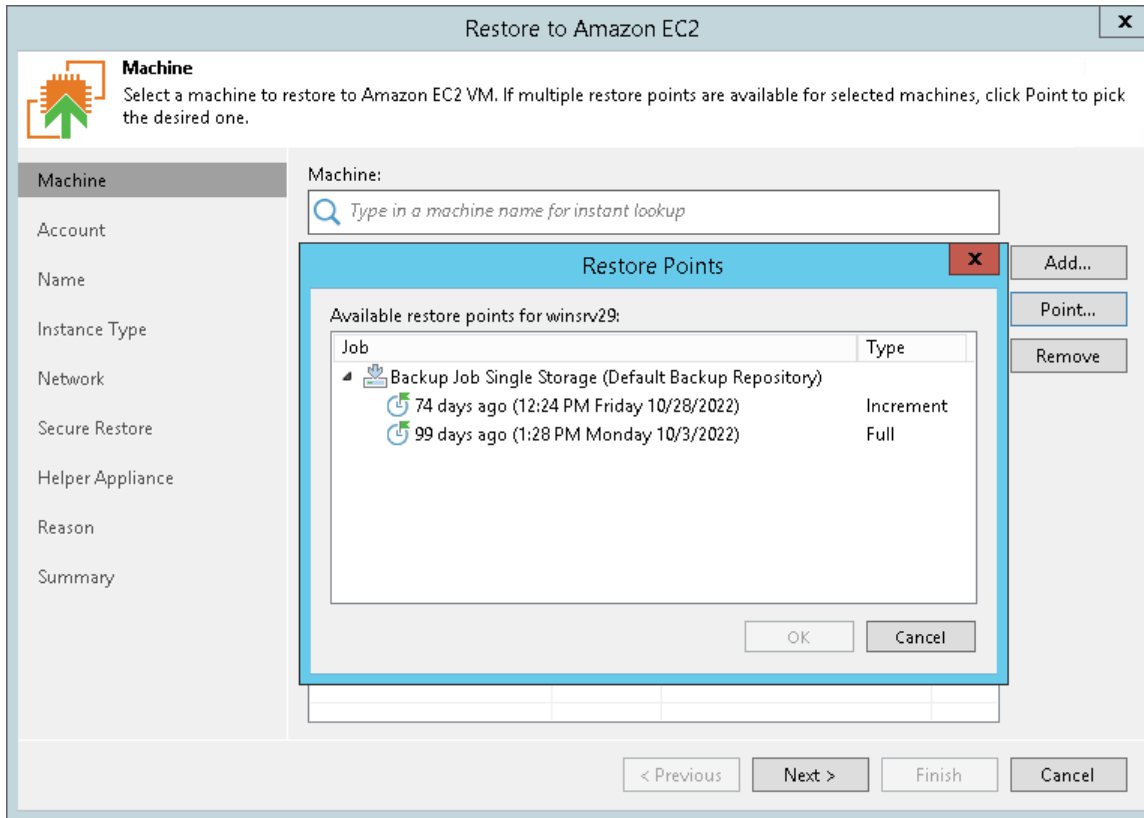 Restore to Amazon EC2
x
Machine
Select a machine to restore to Amazon EC2 VM. If multiple restore points are available for selected machines, click Point to pick
the desired one.
Machine
Account
Name
Instance Type
Network
Secure Restore
Helper Appliance
Reason
Summary
Machine:
Type in a machine name for instant lookup
Restore Points
x
Available restore points for winsrv29:
Job Type
Backup Job Single Storage (Default Backup Repository)
74 days ago (12:24 PM Friday 10/28/2022) Increment
99 days ago (1:28 PM Monday 10/3/2022) Full
OK Cancel
Add...
Point...
Remove
< Previous Next > Finish Cancel